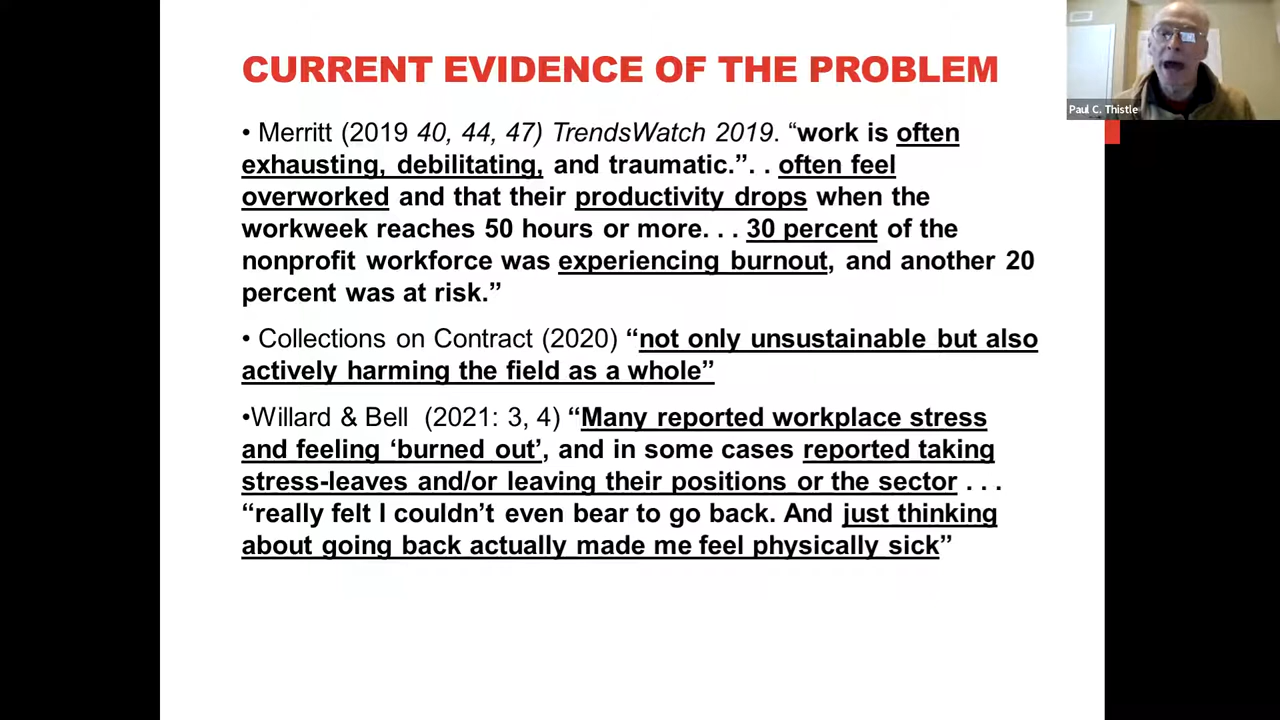 CURRENT EVIDENCE OF THE PROBLEM
• Merritt (2019 40, 44, 47) TrendsWatch 2019. “work is often
exhausting, debilitating, and traumatic.”. . often feel
overworked and that their productivity drops when the
workweek reaches 50 hours or more. . . 30 percent of the
nonprofit workforce was experiencing burnout, and another 20
percent was at risk.”
• Collections on Contract (2020) “not only unsustainable but also
actively harming the field as a whole”
•Willard & Bell (2021: 3, 4) “Many reported workplace stress
and feeling ‘burned out’, and in some cases reported taking
stress-leaves and/or leaving their positions or the sector . . .
“really felt I couldn’t even bear to go back. And just thinking
about going back actually made me feel physically sick”
Paul C. Thistle